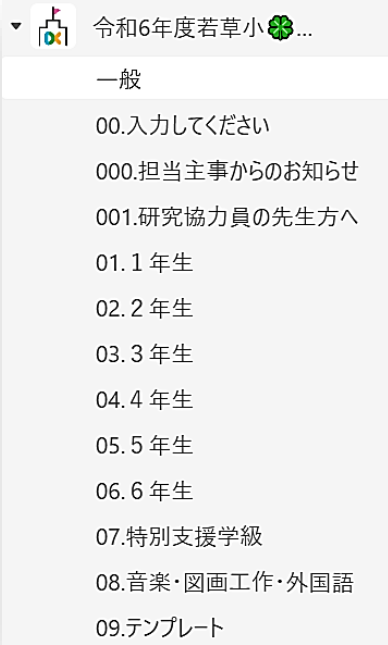 令和6年度若草小🍀...
一般
00.入力してください
000.担当主事からのお知らせ
001.研究協力員の先生方へ
01.１年生
02.２年生
03.３年生
04.４年生
05.５年生
06.６年生
07.特別支援学級
08.音楽・図画工作・外国語
09.テンプレート